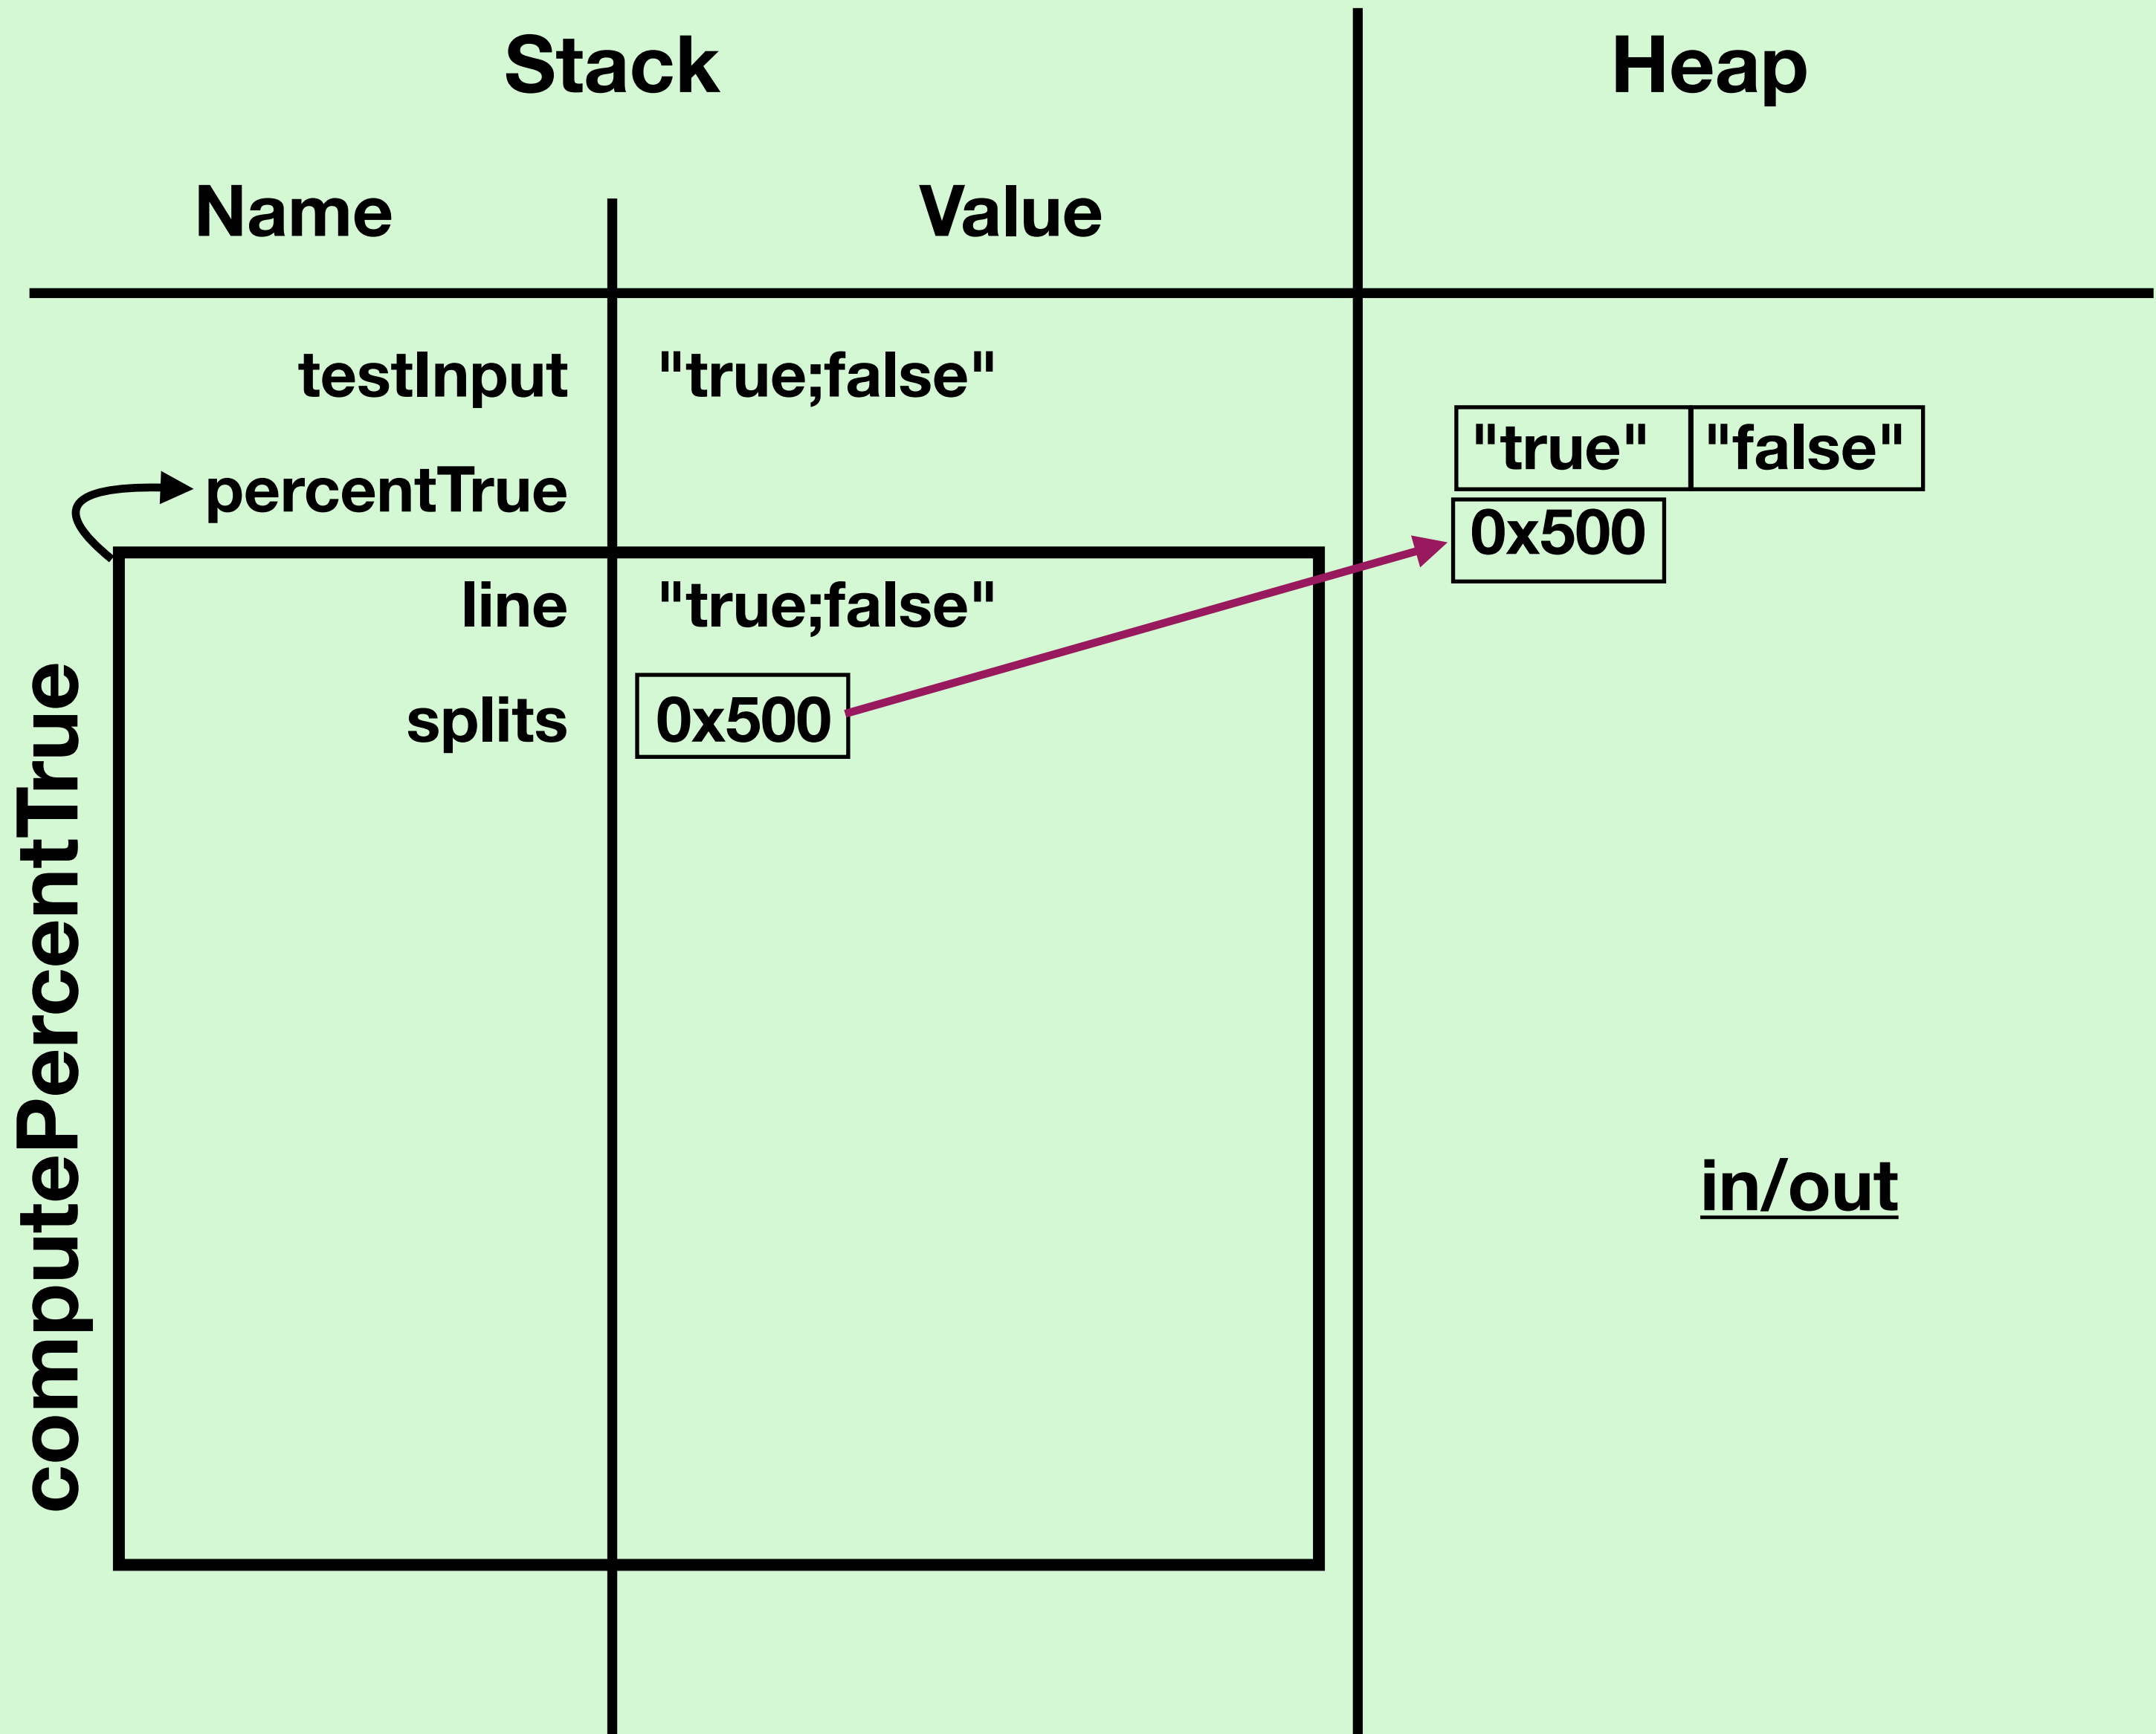 Stack
Heap
Name
Value
testInput
"true;false"
percentTrue
"true" "false"
0x500
line
"true;false"
splits
0x500
computePercentTrue
in/out